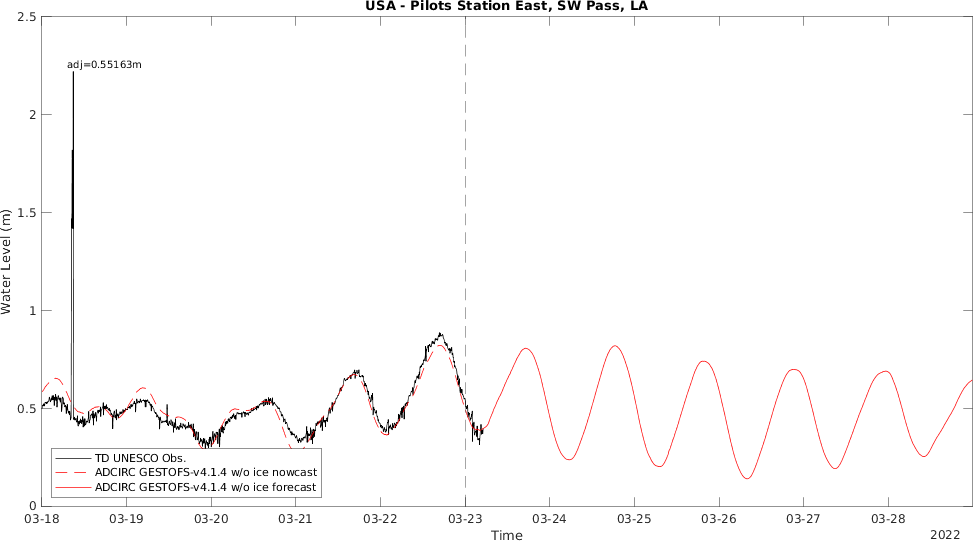 USA - Pilots Station East, SW Pass, LA
2.5
adj=0.55163m
2
1.5
Water Level (m)
1
0.5
TD UNESCO Obs.
ADCIRC GESTOFS-v4.1.4 w/o ice nowcast
ADCIRC GESTOFS-v4.1.4 w/o ice forecast
0
03-18 03-19 03-20 03-21 03-22 03-23 03-24 03-25 03-26 03-27 03-28
Time
2022